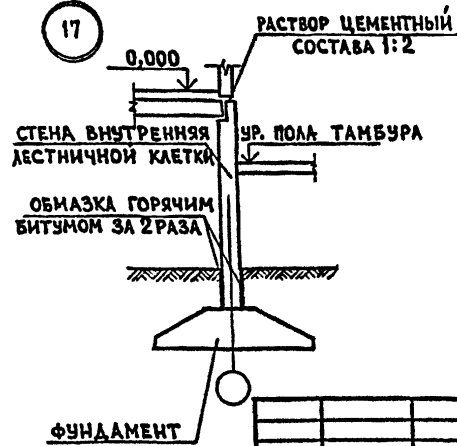 17
РАСТВОР ЦЕМЕНТНЫЙ
СОСТАВА 1:2
0,000
СТЕНА ВНУТРЕННЯЯ
ЛЕСТНИЧНОЙ КЛЕТКИ
УР. ПОЛА ТАМБУРА
ОБМАЗКА ГОРЯЧИМ
БИТУМОМ ЗА 2 РАЗА
ФУНДАМЕНТ